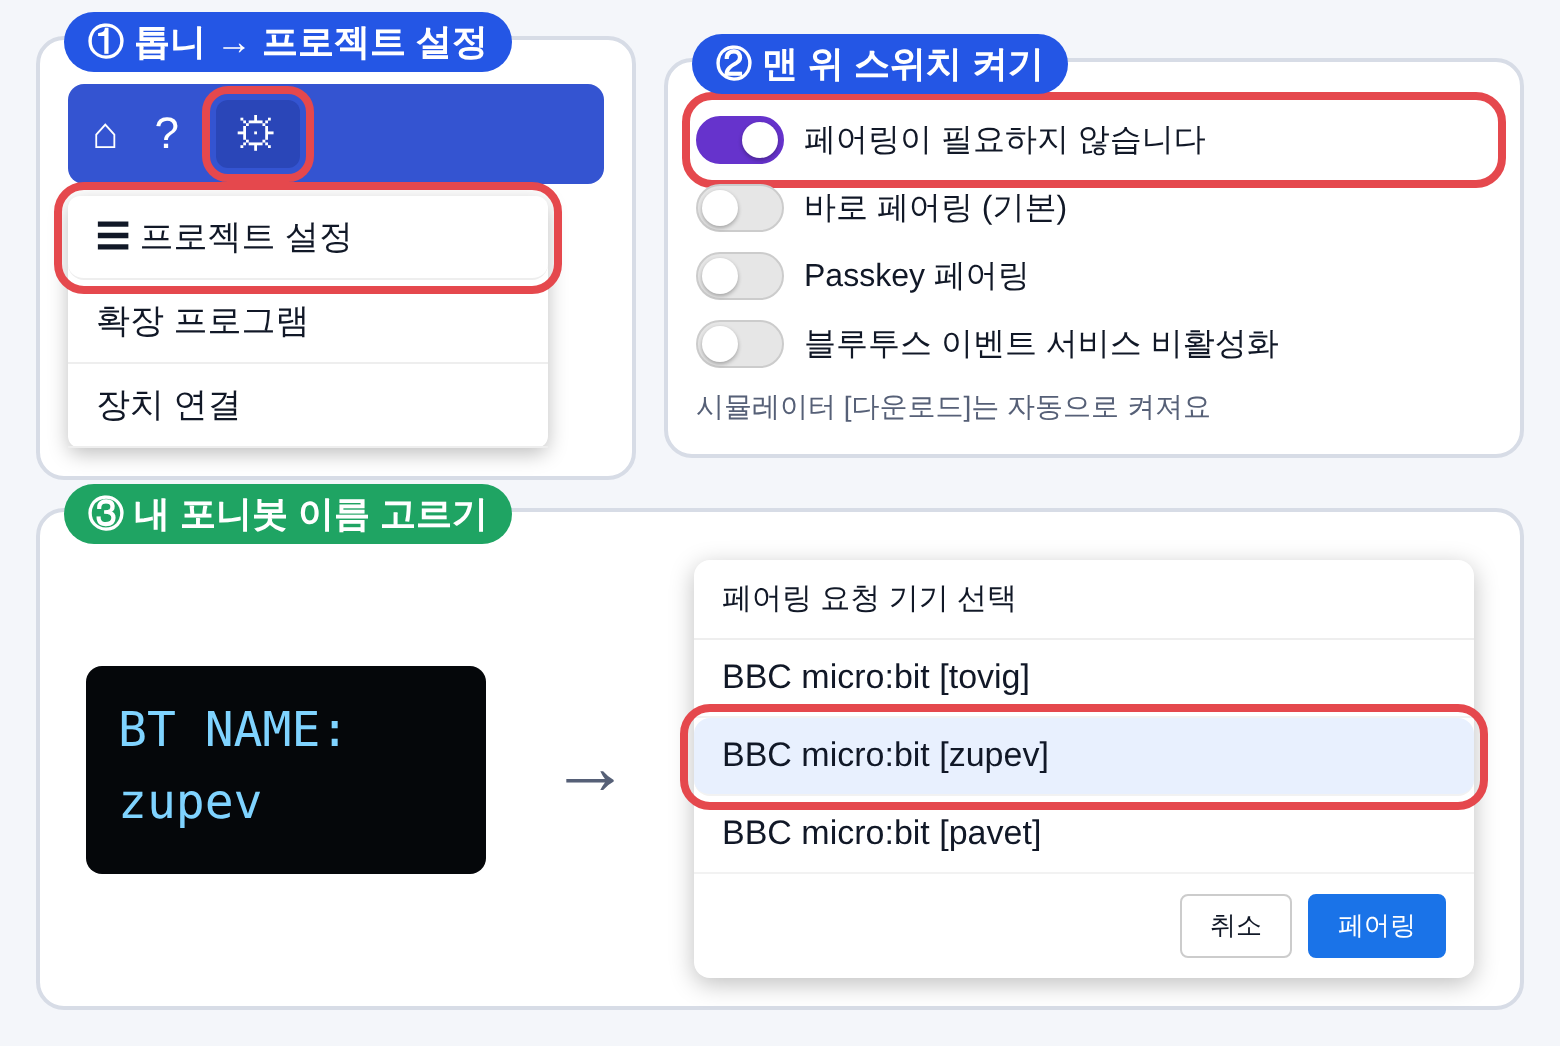 ① 톱니 → 프로젝트 설정
?
프로젝트 설정
확장 프로그램
장치 연결
② 맨 위 스위치 켜기
페어링이 필요하지 않습니다
바로 페어링 (기본)
Passkey 페어링
블루투스 이벤트 서비스 비활성화
시뮬레이터 [다운로드]는 자동으로 켜져요
③ 내 포니봇 이름 고르기
BT NAME:
zupev
→
페어링 요청 기기 선택
BBC micro:bit [tovig]
BBC micro:bit [zupev]
BBC micro:bit [pavet]
취소
페어링